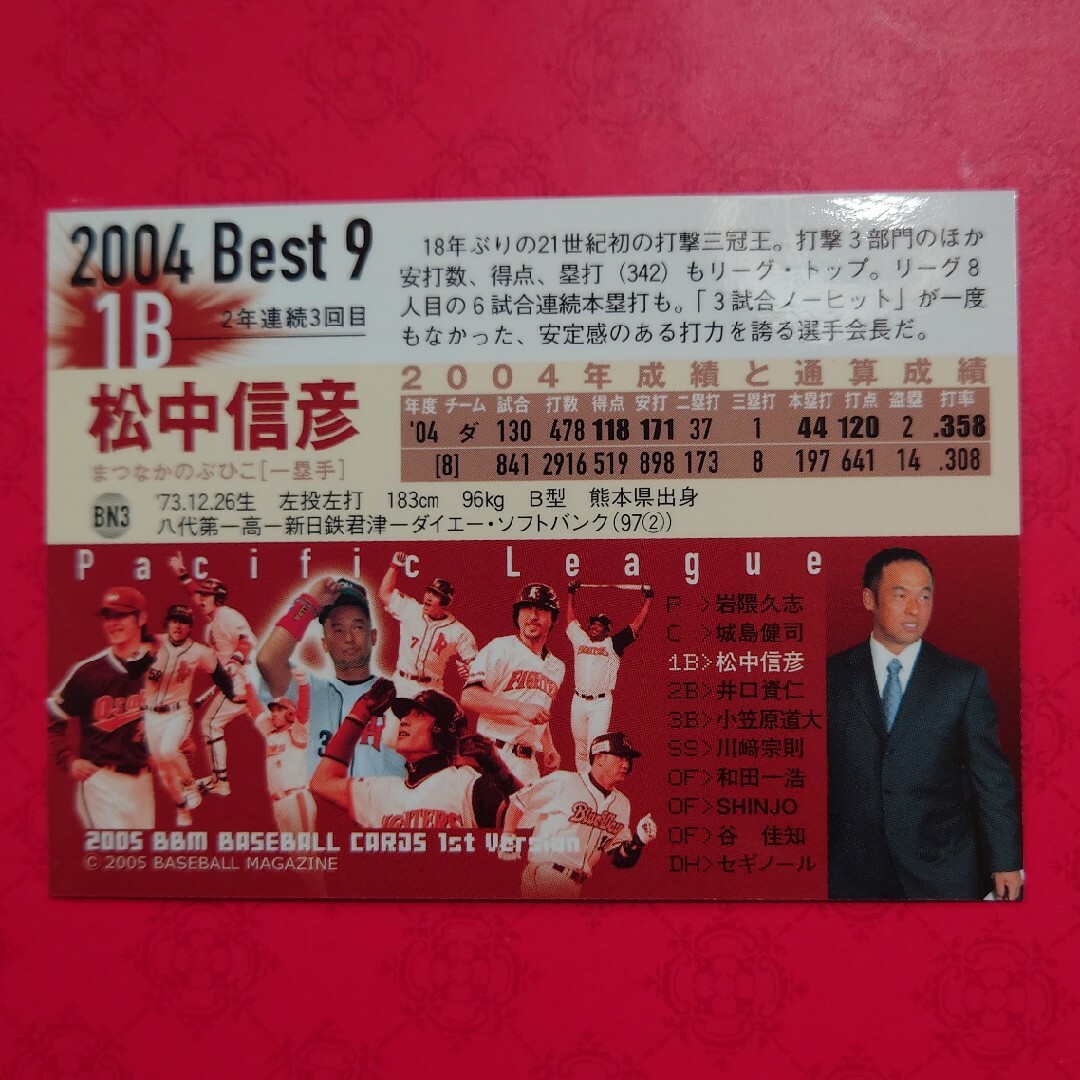 2004 Best 9
1B
2年連続3回目
松中信彦
まつなかのぶひこ[一塁手]
18年ぶりの21世紀初の打撃三冠王。打撃3部門のほか
安打数、得点、塁打（342）もリーグ・トップ。リーグ8
人目の6試合連続本塁打も。「3試合ノーヒット」が一度
もなかった、安定感のある打力を誇る選手会長だ。
2004年成績と通算成績
年度 チーム 試合 打数 得点 安打 二塁打 三塁打 本塁打 打点 盗塁 打率
'04 ダ 130 478 118 171 37 1 44 120 2 .358
[8] 841 2916 519 898 173 8 197 641 14 .308
BN3
'73.12.26生 左投左打 183cm 96kg B型 熊本県出身
八代第一高―新日鉄君津―ダイエー・ソフトバンク(97②))
Pacific League
P >岩隈久志
C >城島健司
1B>松中信彦
2B>井口資仁
3B>小笠原道大
SS>川﨑宗則
OF>和田一浩
OF>SHINJO
OF>谷 佳知
DH>セギノール
2005 BBM BASEBALL CARDS 1st Version
© 2005 BASEBALL MAGAZINE